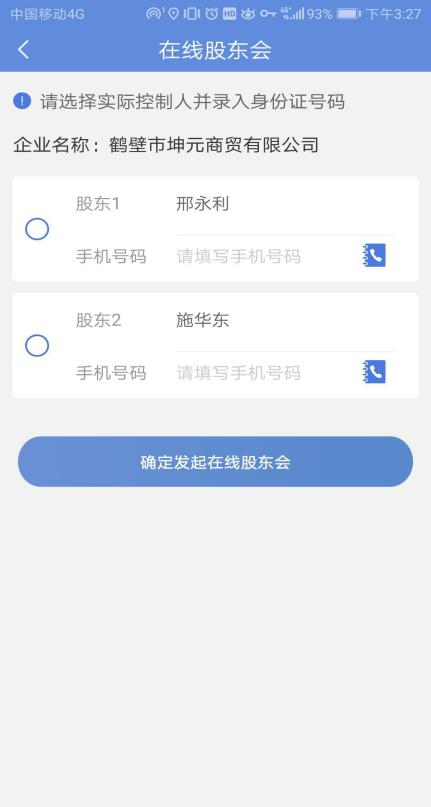 中国移动4G HD 4G 93% 下午3:27
在线股东会
请选择实际控制人并录入身份证号码
企业名称：鹤壁市坤元商贸有限公司
股东1 邢永利
手机号码 请填写手机号码
股东2 施华东
手机号码 请填写手机号码
确定发起在线股东会